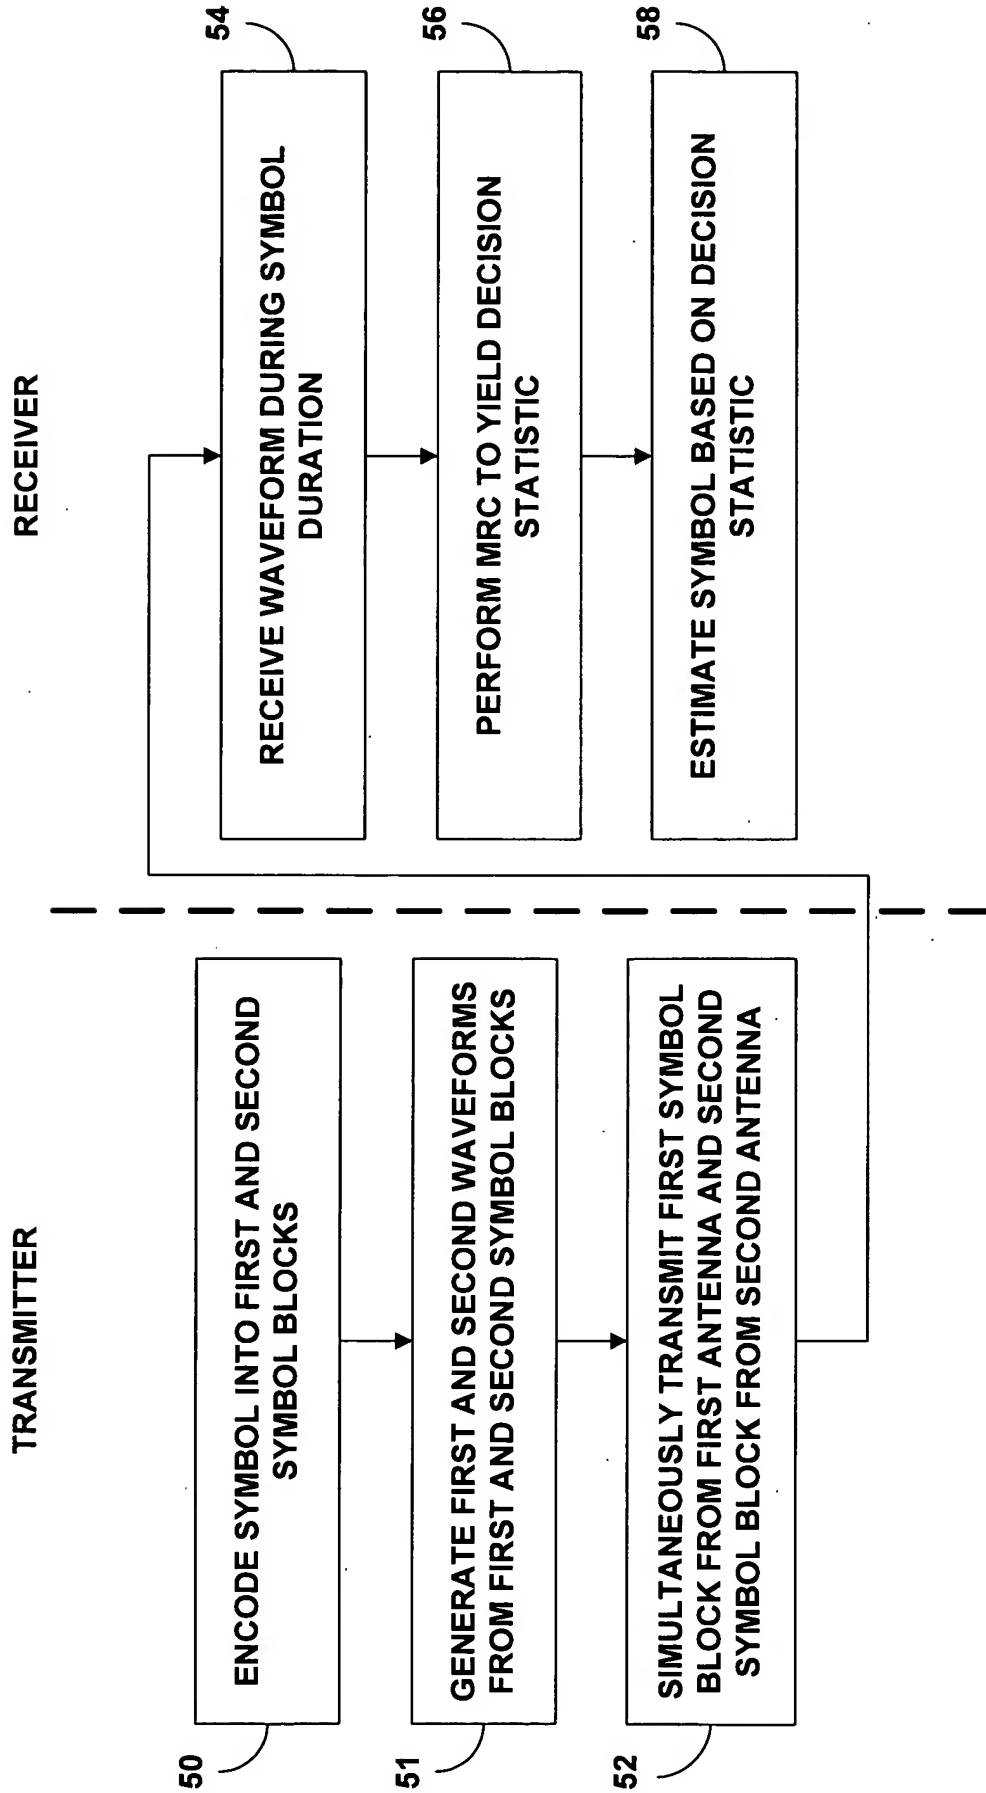 TRANSMITTER
50
ENCODE SYMBOL INTO FIRST AND SECOND
SYMBOL BLOCKS
51
GENERATE FIRST AND SECOND WAVEFORMS
FROM FIRST AND SECOND SYMBOL BLOCKS
52
SIMULTANEOUSLY TRANSMIT FIRST SYMBOL
BLOCK FROM FIRST ANTENNA AND SECOND
SYMBOL BLOCK FROM SECOND ANTENNA
RECEIVER
54
RECEIVE WAVEFORM DURING SYMBOL
DURATION
56
PERFORM MRC TO YIELD DECISION
STATISTIC
58
ESTIMATE SYMBOL BASED ON DECISION
STATISTIC